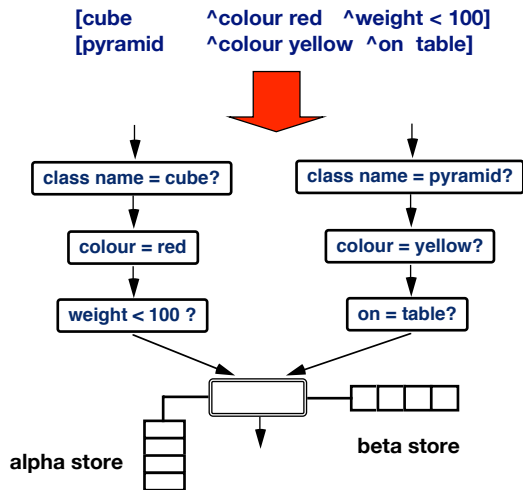 [cube ^colour red ^weight < 100]
[pyramid ^colour yellow ^on table]
class name = cube?
class name = pyramid?
colour = red
colour = yellow?
weight < 100 ?
on = table?
alpha store
beta store